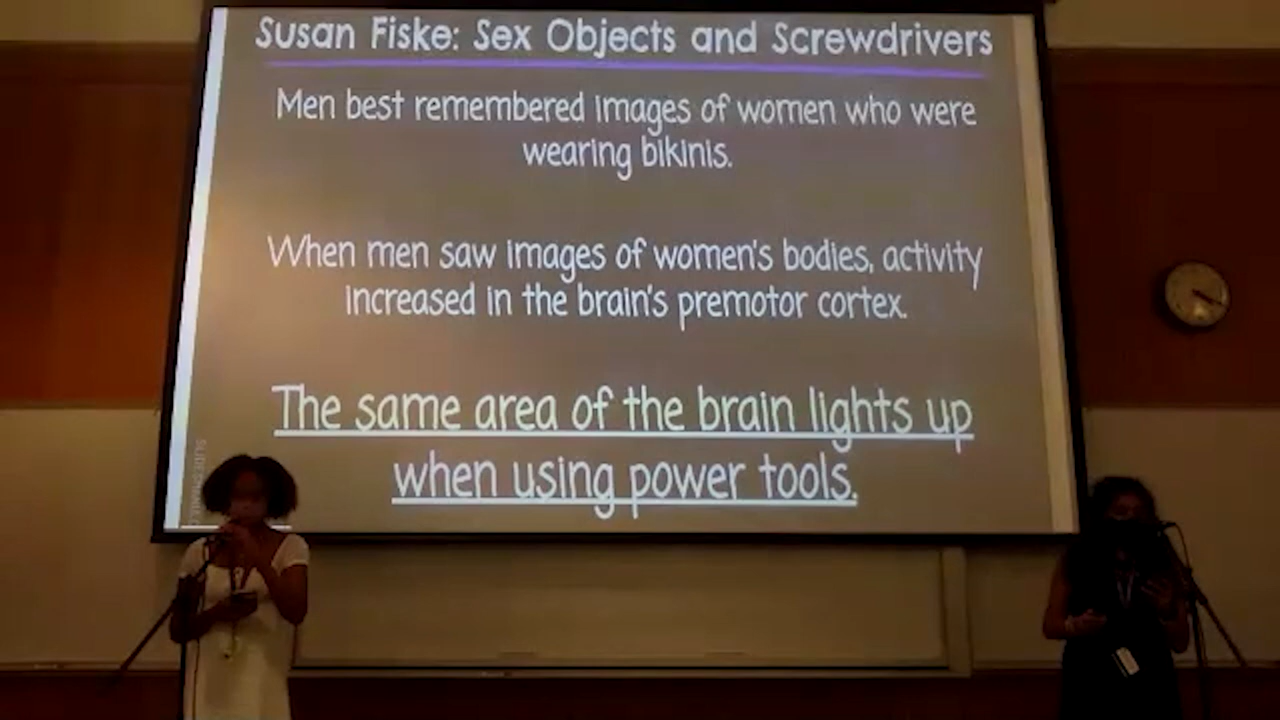 Susan Fiske: Sex Objects and Screwdrivers
Men best remembered images of women who were
wearing bikinis.
When men saw images of women's bodies, activity
increased in the brain's premotor cortex.
The same area of the brain lights up
when using power tools.